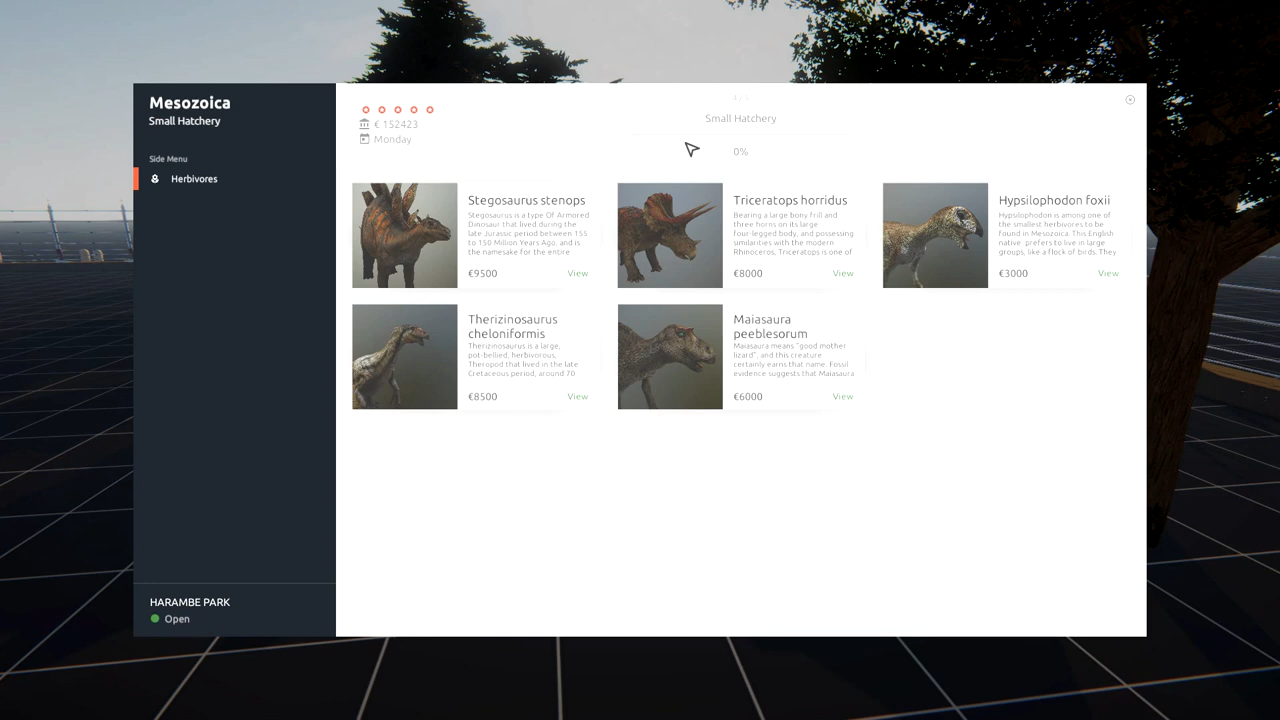 Mesozoica
Small Hatchery
Side Menu
Herbivores
HARAMBE PARK
Open
€ 152423
Monday
Small Hatchery
0%
Stegosaurus stenops
Stegosaurus is a type Of Armored
Dinosaur that lived during the
late Jurassic period between 155
to 150 Million Years Ago, and is
the namesake for the entire
€9500
View
Triceratops horridus
Bearing a large bony frill and
three horns on its large
four-legged body, and possessing
similarities with the modern
Rhinoceros, Triceratops is one of
€8000
View
Hypsilophodon foxii
Hypsilophodon is among one of
the smallest herbivores to be
found in Mesozoica. This English
native prefers to live in large
groups, like a flock of birds. They
€3000
View
Therizinosaurus
cheloniformis
Therizinosaurus is a large,
pot-bellied, herbivorous,
Theropod that lived in the late
Cretaceous period, around 70
€8500
View
Maiasaura
peeblesorum
Maiasaura means "good mother
lizard", and this creature
certainly earns that name. Fossil
evidence suggests that Maiasaura
€6000
View